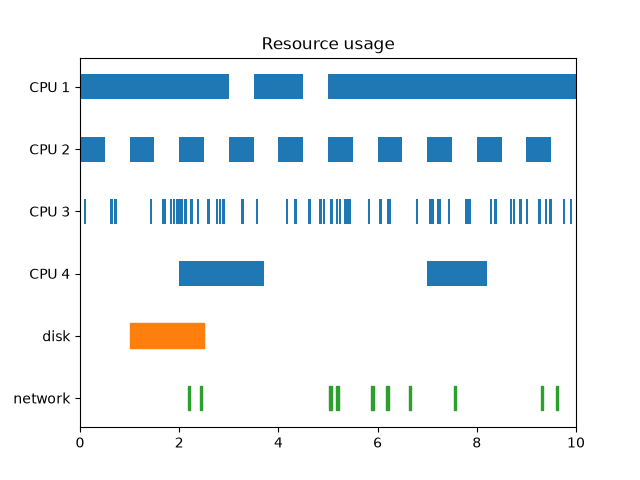 Resource usage
CPU 1
CPU 2
CPU 3
CPU 4
disk
network
0 2 4 6 8 10